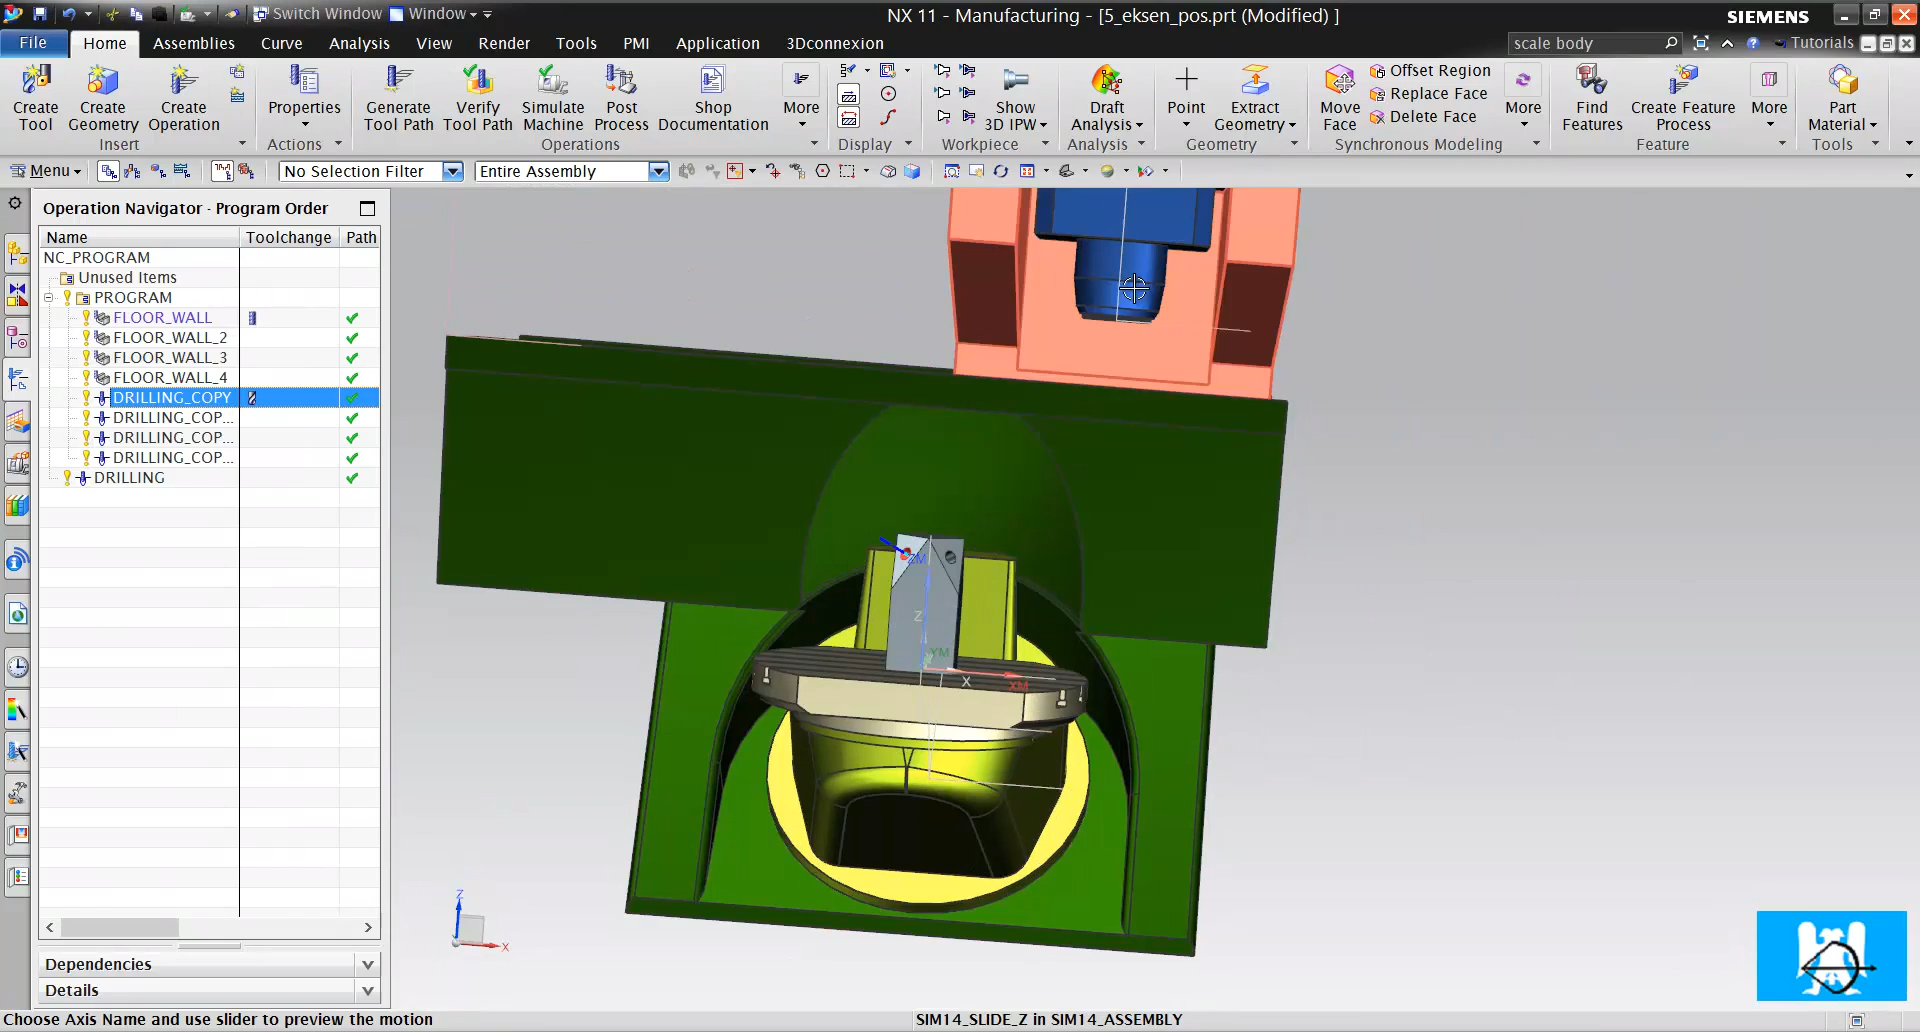 Switch Window Window
NX 11 - Manufacturing - [5_eksen_pos.prt (Modified) ]
SIEMENS
File Home Assemblies Curve Analysis View Render Tools PMI Application 3Dconnexion
scale body
Tutorials
Create Tool
Create Geometry
Create Operation
Insert
Properties
Actions
Generate Tool Path
Verify Tool Path
Simulate Machine
Post Process
Shop Documentation
More
Operations
Display
Show 3D IPW
Workpiece
Draft Analysis
Analysis
Point
Extract Geometry
Geometry
Move Face
Offset Region
Replace Face
Delete Face
More
Synchronous Modeling
Find Features
Create Feature Process
More
Feature
Part Material
Tools
Menu
No Selection Filter
Entire Assembly
Operation Navigator - Program Order
Name Toolchange Path
NC_PROGRAM
Unused Items
PROGRAM
FLOOR_WALL
FLOOR_WALL_2
FLOOR_WALL_3
FLOOR_WALL_4
DRILLING_COPY
DRILLING_COP...
DRILLING_COP...
DRILLING_COP...
DRILLING
Dependencies
Details
ZM
Z
YM
X
XM
Z
X
Choose Axis Name and use slider to preview the motion
SIM14_SLIDE_Z in SIM14_ASSEMBLY